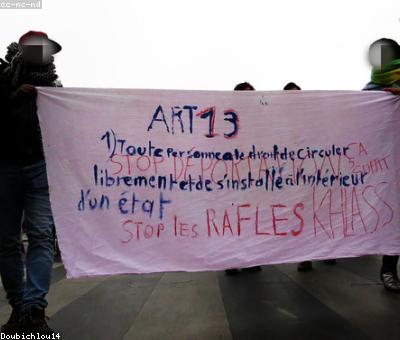 cc-nc-nd
ART 13
1) Toute personne a le droit de circuler
STOP DEPORTATIONS ÇA SUFFIT
librement et de s'installé à l'intérieur
d'un état
STOP les RAFLES KHLASS
Doubichlou14